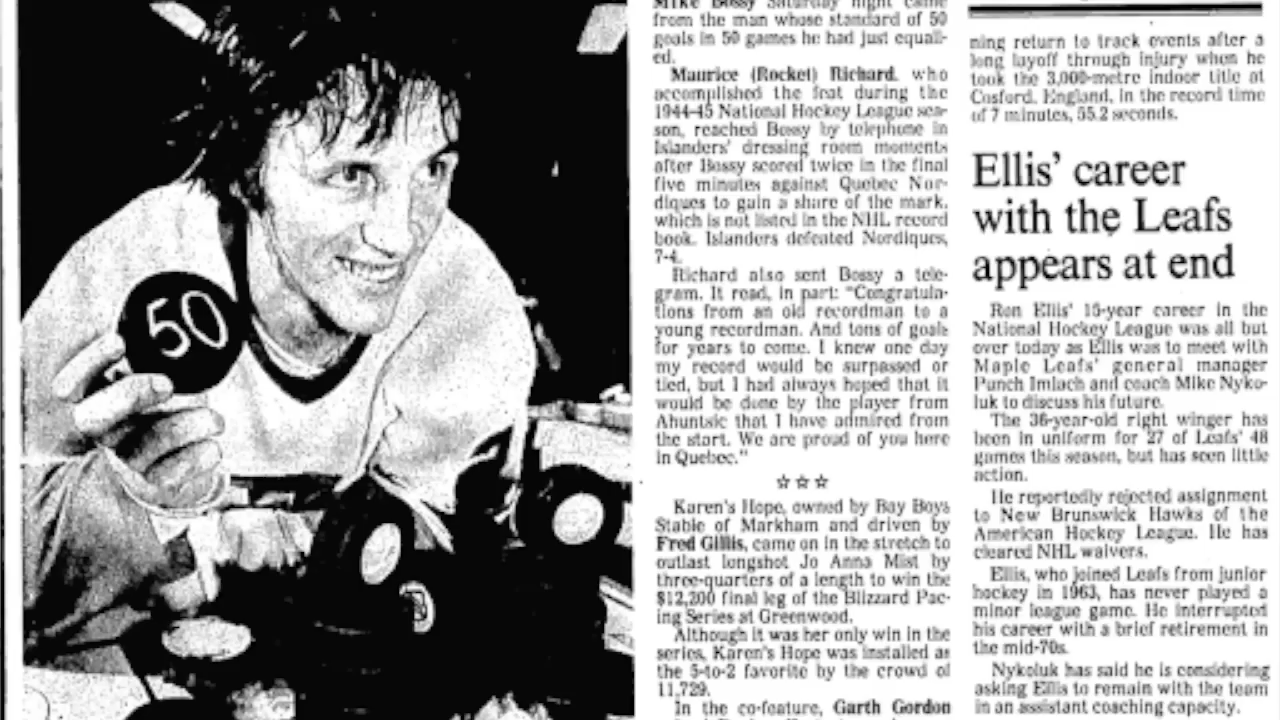 50
Mike Bossy Saturday night came
from the man whose standard of 50
goals in 50 games he had just equall-
ed.
Maurice (Rocket) Richard, who
accomplished the feat during the
1944-45 National Hockey League sea-
son, reached Bossy by telephone in
Islanders' dressing room moments
after Bossy scored twice in the final
five minutes against Quebec Nor-
diques to gain a share of the mark,
which is not listed in the NHL record
book. Islanders defeated Nordiques,
7-4.
Richard also sent Bossy a tele-
gram. It read, in part: "Congratula-
tions from an old recordman to a
young recordman. And tons of goals
for years to come. I knew one day
my record would be surpassed or
tied, but I had always hoped that it
would be done by the player from
Ahuntsic that I have admired from
the start. We are proud of you here
in Quebec."
☆☆☆
Karen's Hope, owned by Bay Boys
Stable of Markham and driven by
Fred Gillis, came on in the stretch to
outlast longshot Jo Anna Mist by
three-quarters of a length to win the
$12,200 final leg of the Blizzard Pac-
ing Series at Greenwood.
Although it was her only win in the
series, Karen's Hope was installed as
the 5-to-2 favorite by the crowd of
11,729.
In the co-feature, Garth Gordon
ning return to track events after a
long layoff through injury when he
took the 3,000-metre indoor title at
Cosford, England, in the record time
of 7 minutes, 55.2 seconds.
Ellis' career
with the Leafs
appears at end
Ron Ellis' 15-year career in the
National Hockey League was all but
over today as Ellis was to meet with
Maple Leafs' general manager
Punch Imlach and coach Mike Nyko-
luk to discuss his future.
The 36-year-old right winger has
been in uniform for 27 of Leafs' 48
games this season, but has seen little
action.
He reportedly rejected assignment
to New Brunswick Hawks of the
American Hockey League. He has
cleared NHL waivers.
Ellis, who joined Leafs from junior
hockey in 1963, has never played a
minor league game. He interrupted
his career with a brief retirement in
the mid-70s.
Nykoluk has said he is considering
asking Ellis to remain with the team
in an assistant coaching capacity.